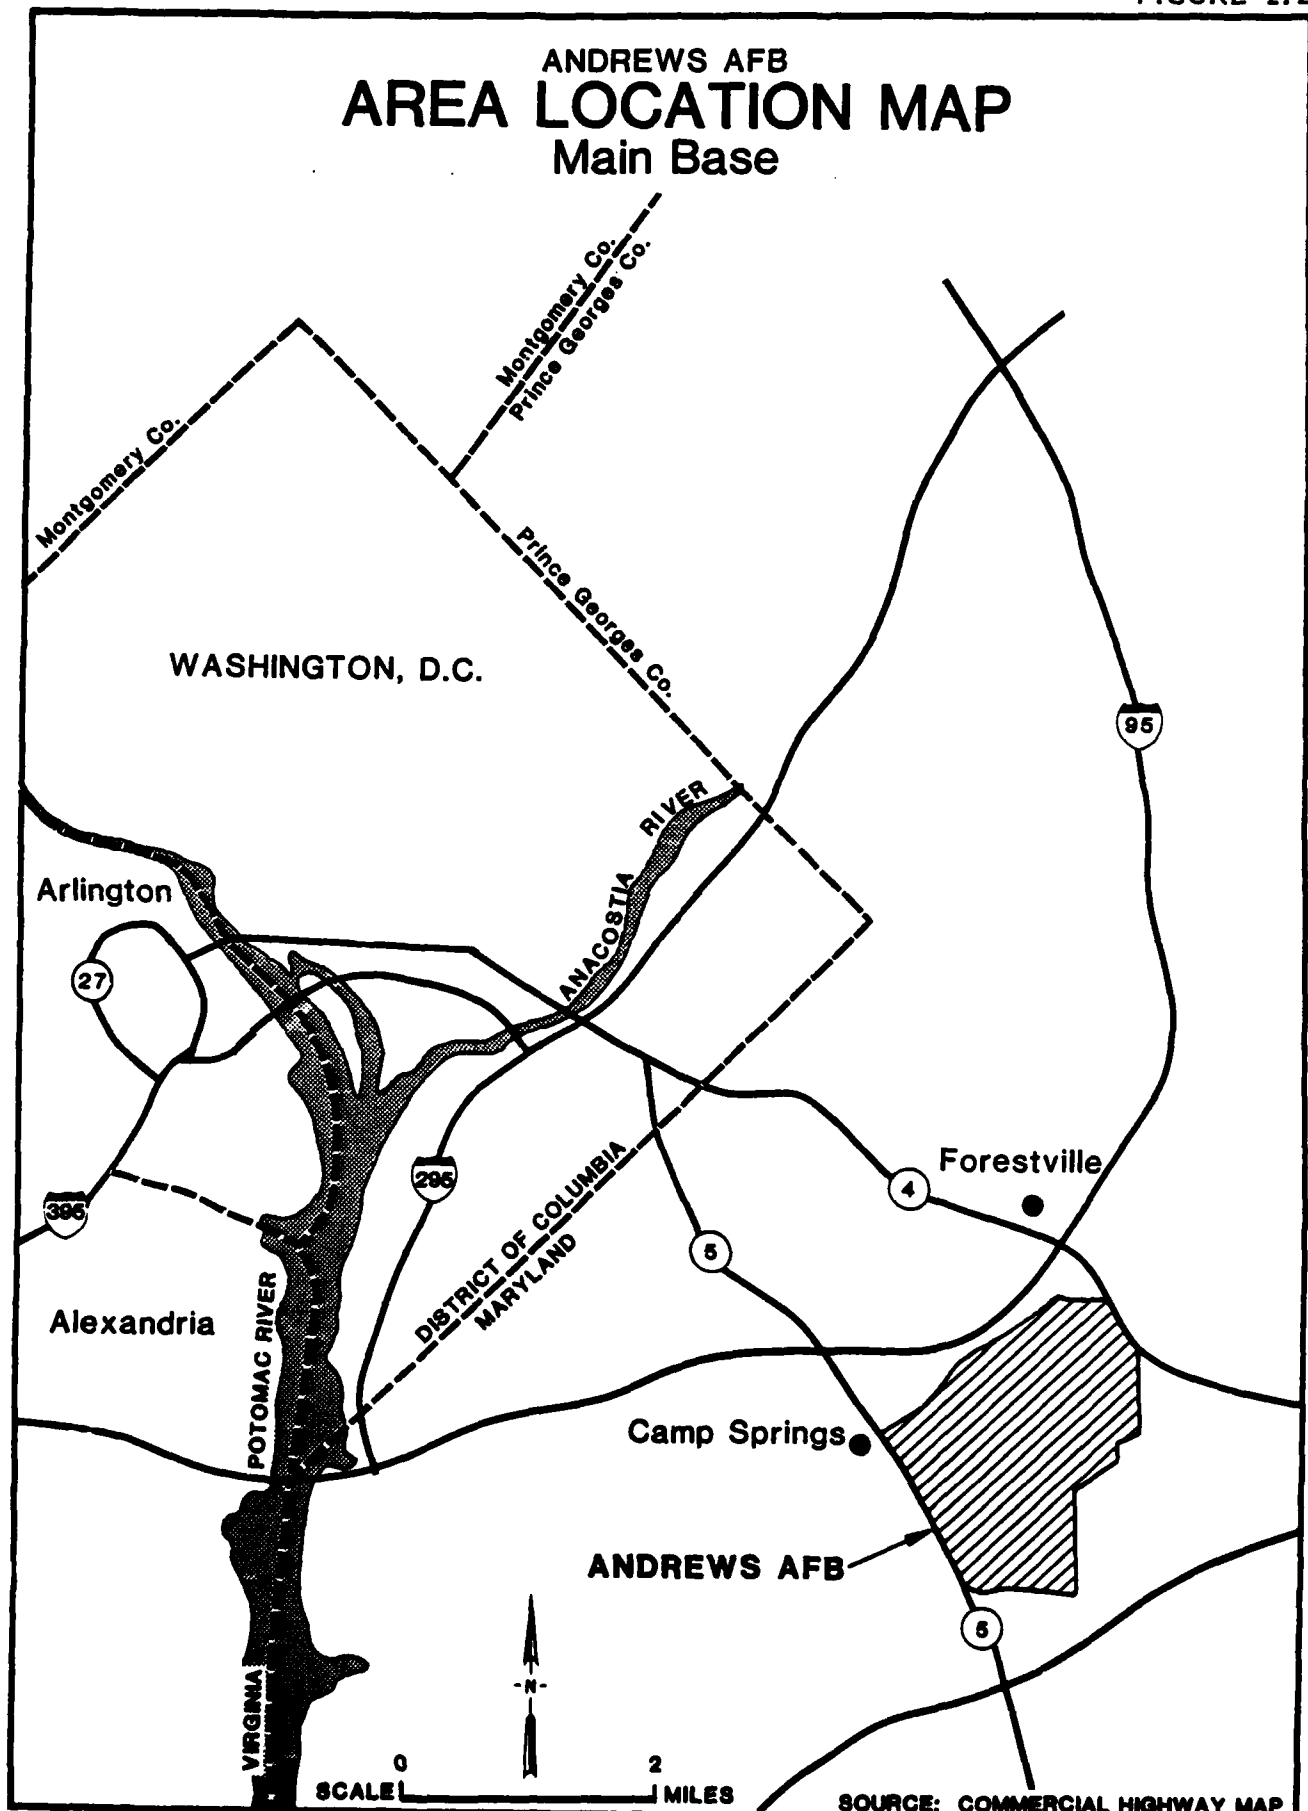 ANDREWS AFB
AREA LOCATION MAP
Main Base
Montgomery Co.
Prince Georges Co.
Montgomery Co.
Prince Georges Co.
WASHINGTON, D.C.
95
RIVER
ANACOSTIA
Arlington
27
Forestville
295
4
395
5
DISTRICT OF COLUMBIA
MARYLAND
Alexandria
POTOMAC RIVER
Camp Springs
ANDREWS AFB
5
-N-
VIRGINIA
0 2
SCALE MILES
SOURCE: COMMERCIAL HIGHWAY MAP